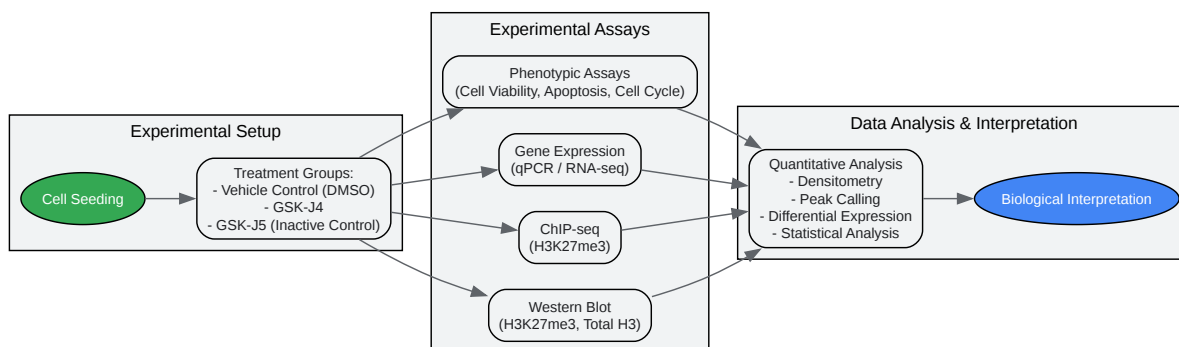 Experimental Setup
Cell Seeding
Treatment Groups:
- Vehicle Control (DMSO)
- GSK-J4
- GSK-J5 (Inactive Control)
Experimental Assays
Phenotypic Assays
(Cell Viability, Apoptosis, Cell Cycle)
Gene Expression
(qPCR / RNA-seq)
ChIP-seq
(H3K27me3)
Western Blot
(H3K27me3, Total H3)
Data Analysis & Interpretation
Quantitative Analysis
- Densitometry
- Peak Calling
- Differential Expression
- Statistical Analysis
Biological Interpretation